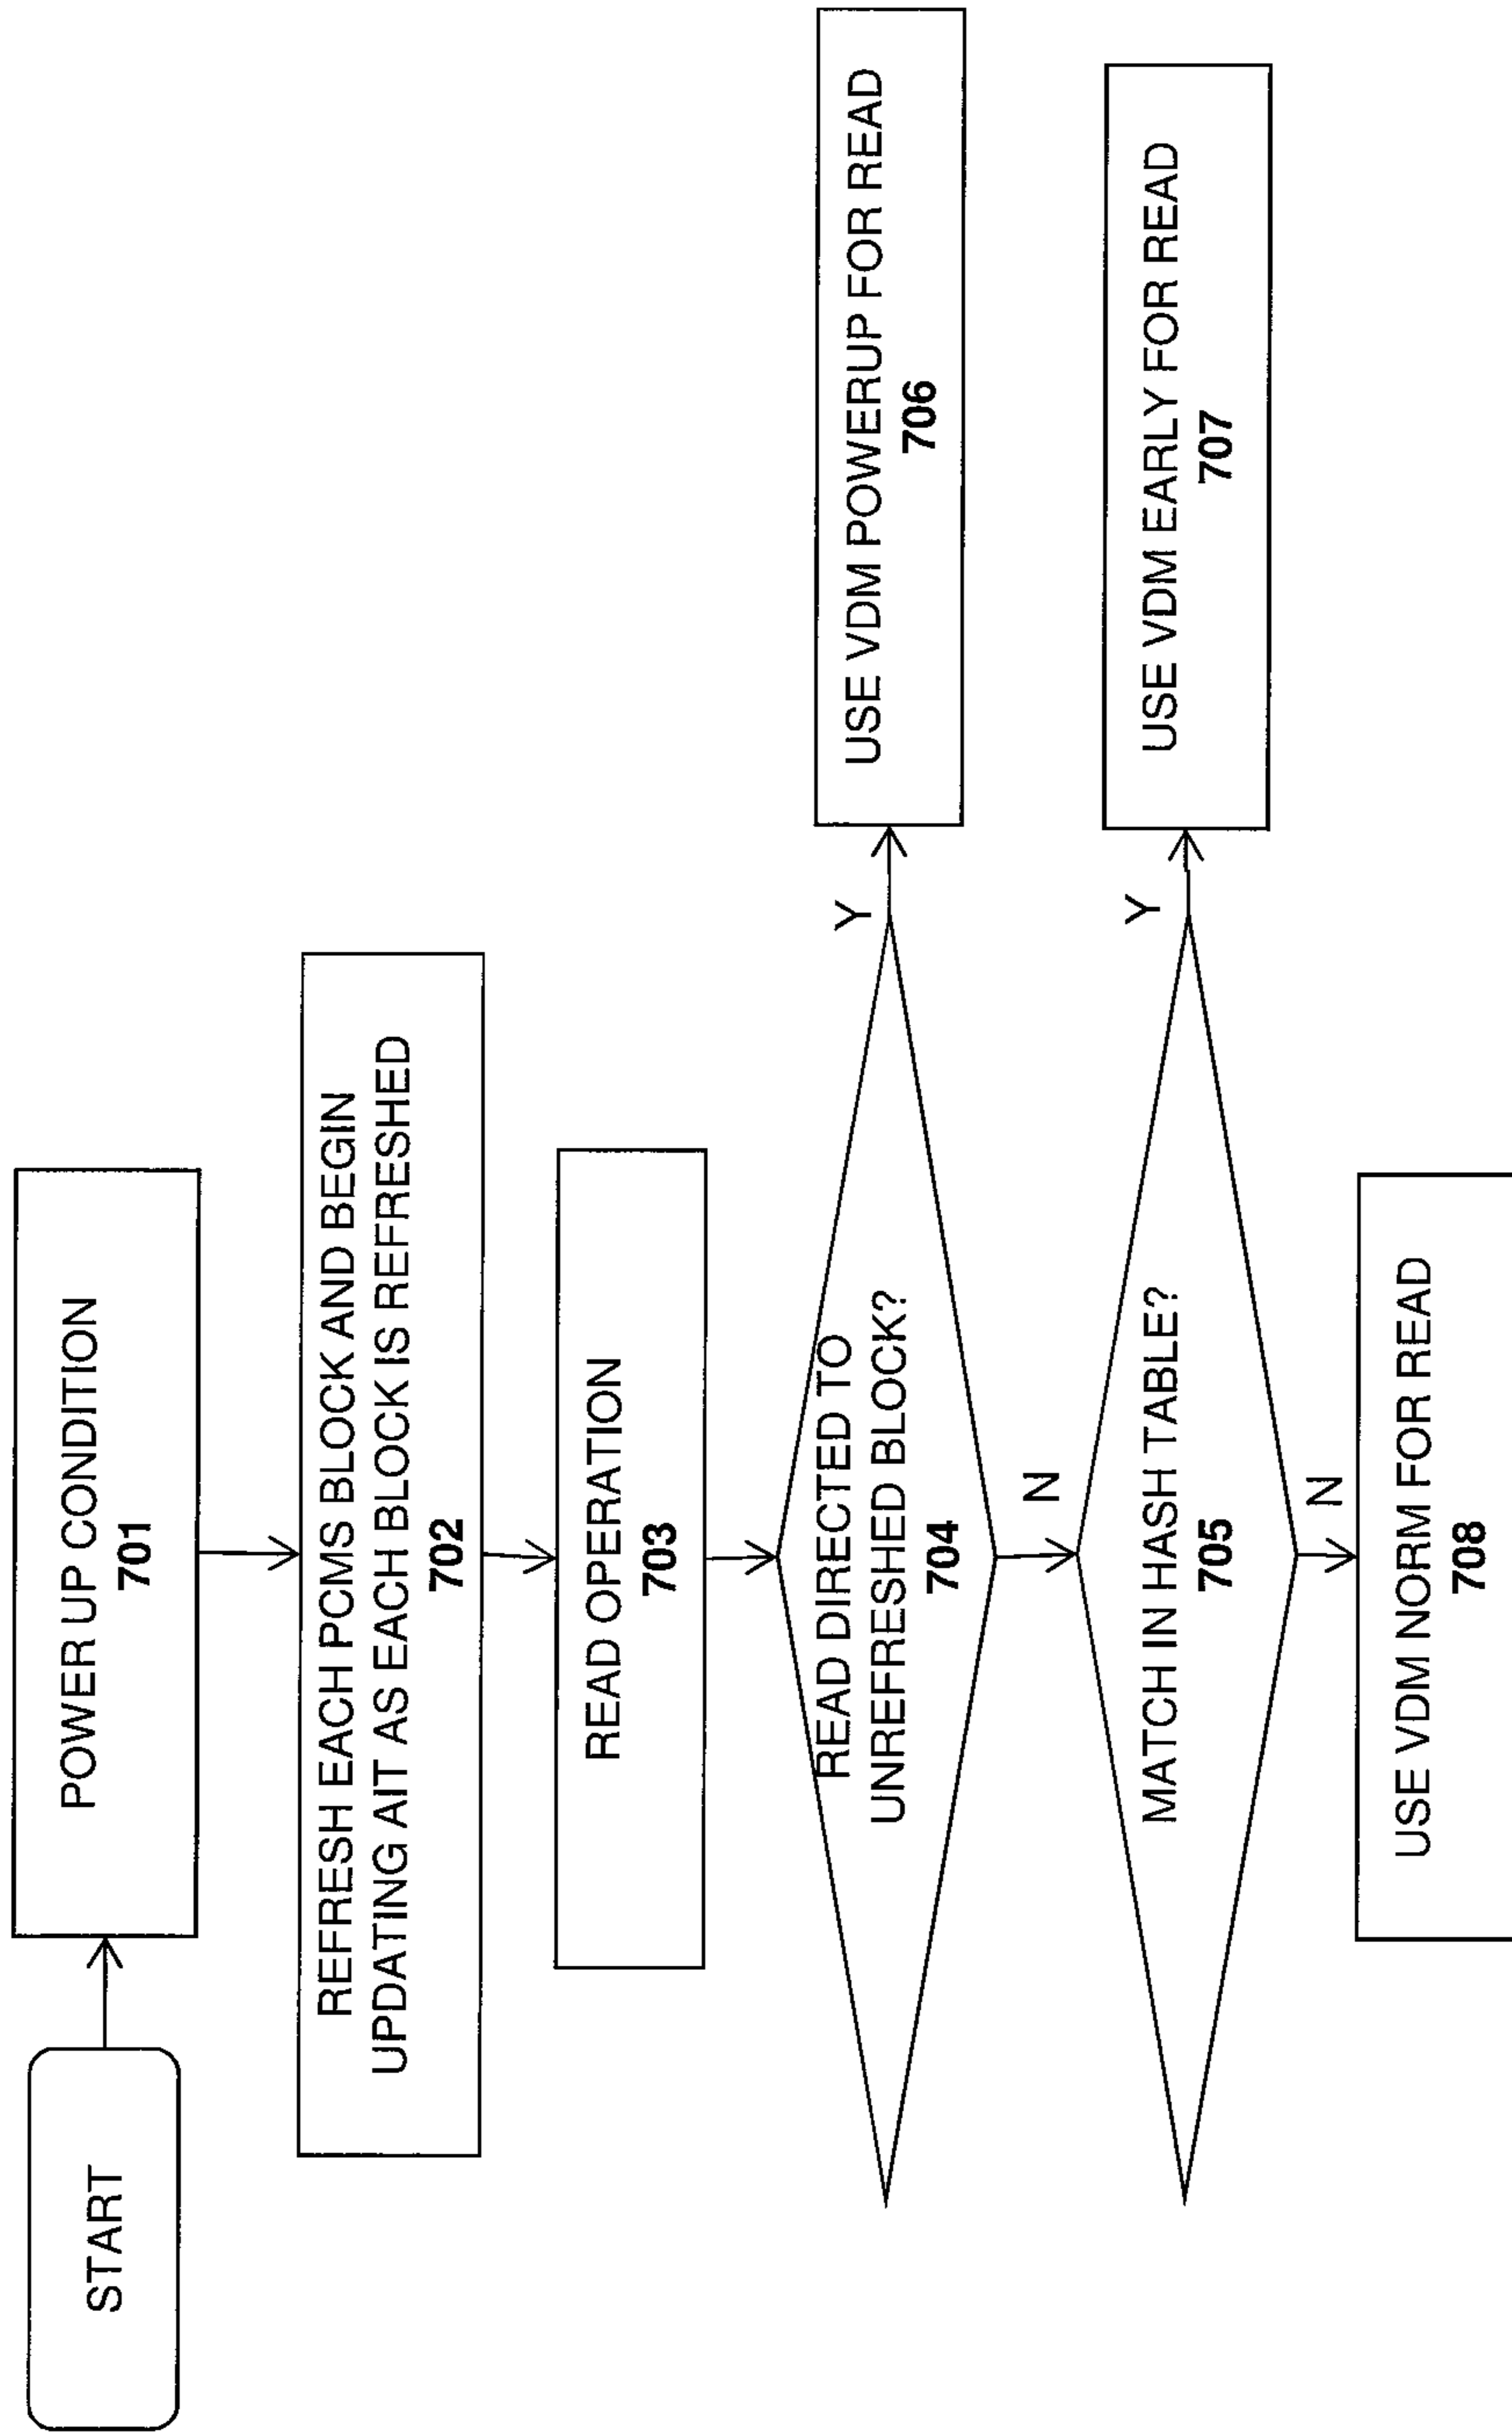 START
POWER UP CONDITION
701
REFRESH EACH PCMS BLOCK AND BEGIN
UPDATING AIT AS EACH BLOCK IS REFRESHED
702
READ OPERATION
703
READ DIRECTED TO
UNREFRESHED BLOCK?
704
Y
USE VDM POWERUP FOR READ
706
N
MATCH IN HASH TABLE?
705
Y
USE VDM EARLY FOR READ
707
N
USE VDM NORM FOR READ
708